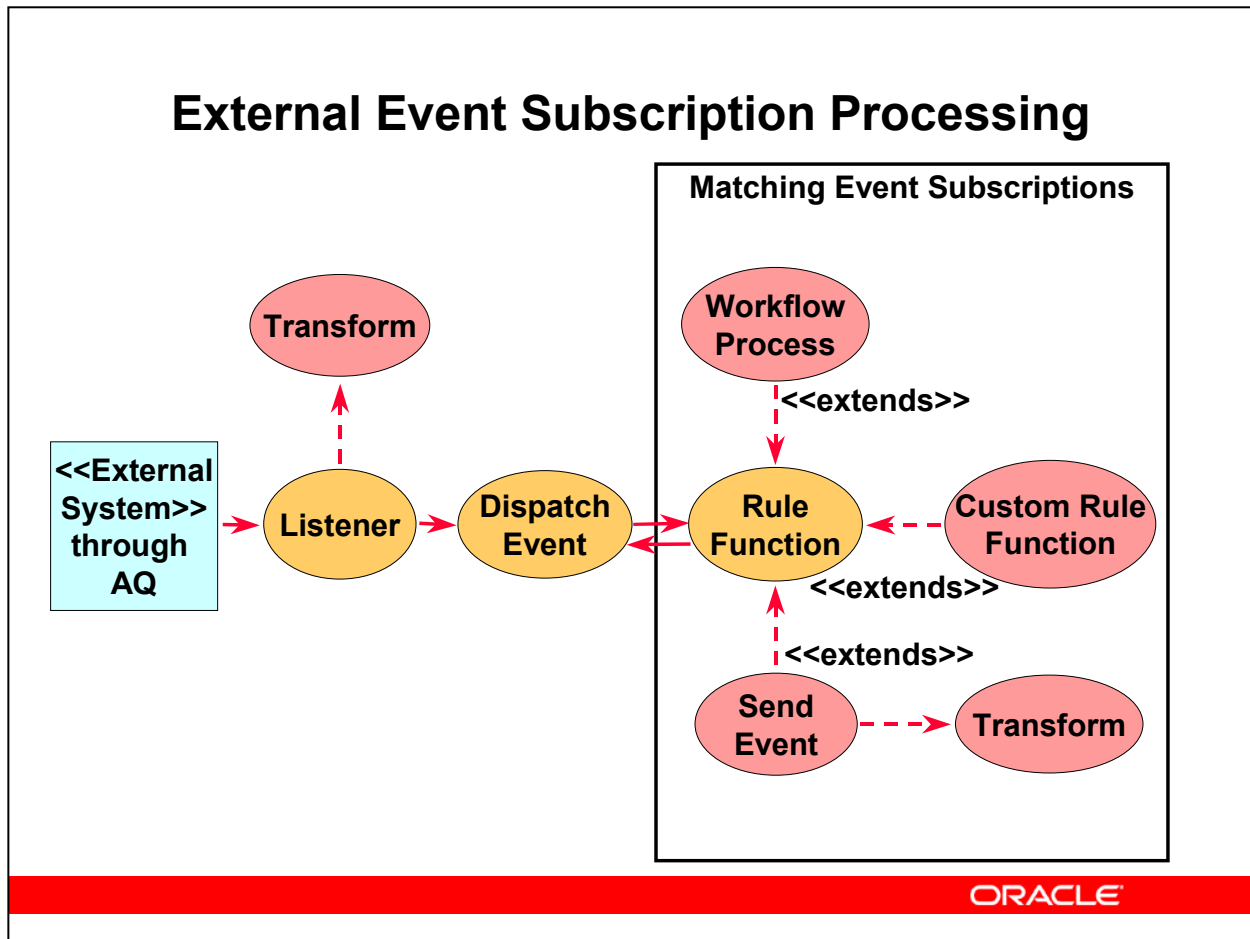 External Event Subscription Processing
Matching Event Subscriptions
Transform
Workflow
Process
<<extends>>
<<External
System>>
through
AQ
Listener
Dispatch
Event
Rule
Function
Custom Rule
Function
<<extends>>
<<extends>>
Send
Event
Transform
ORACLE